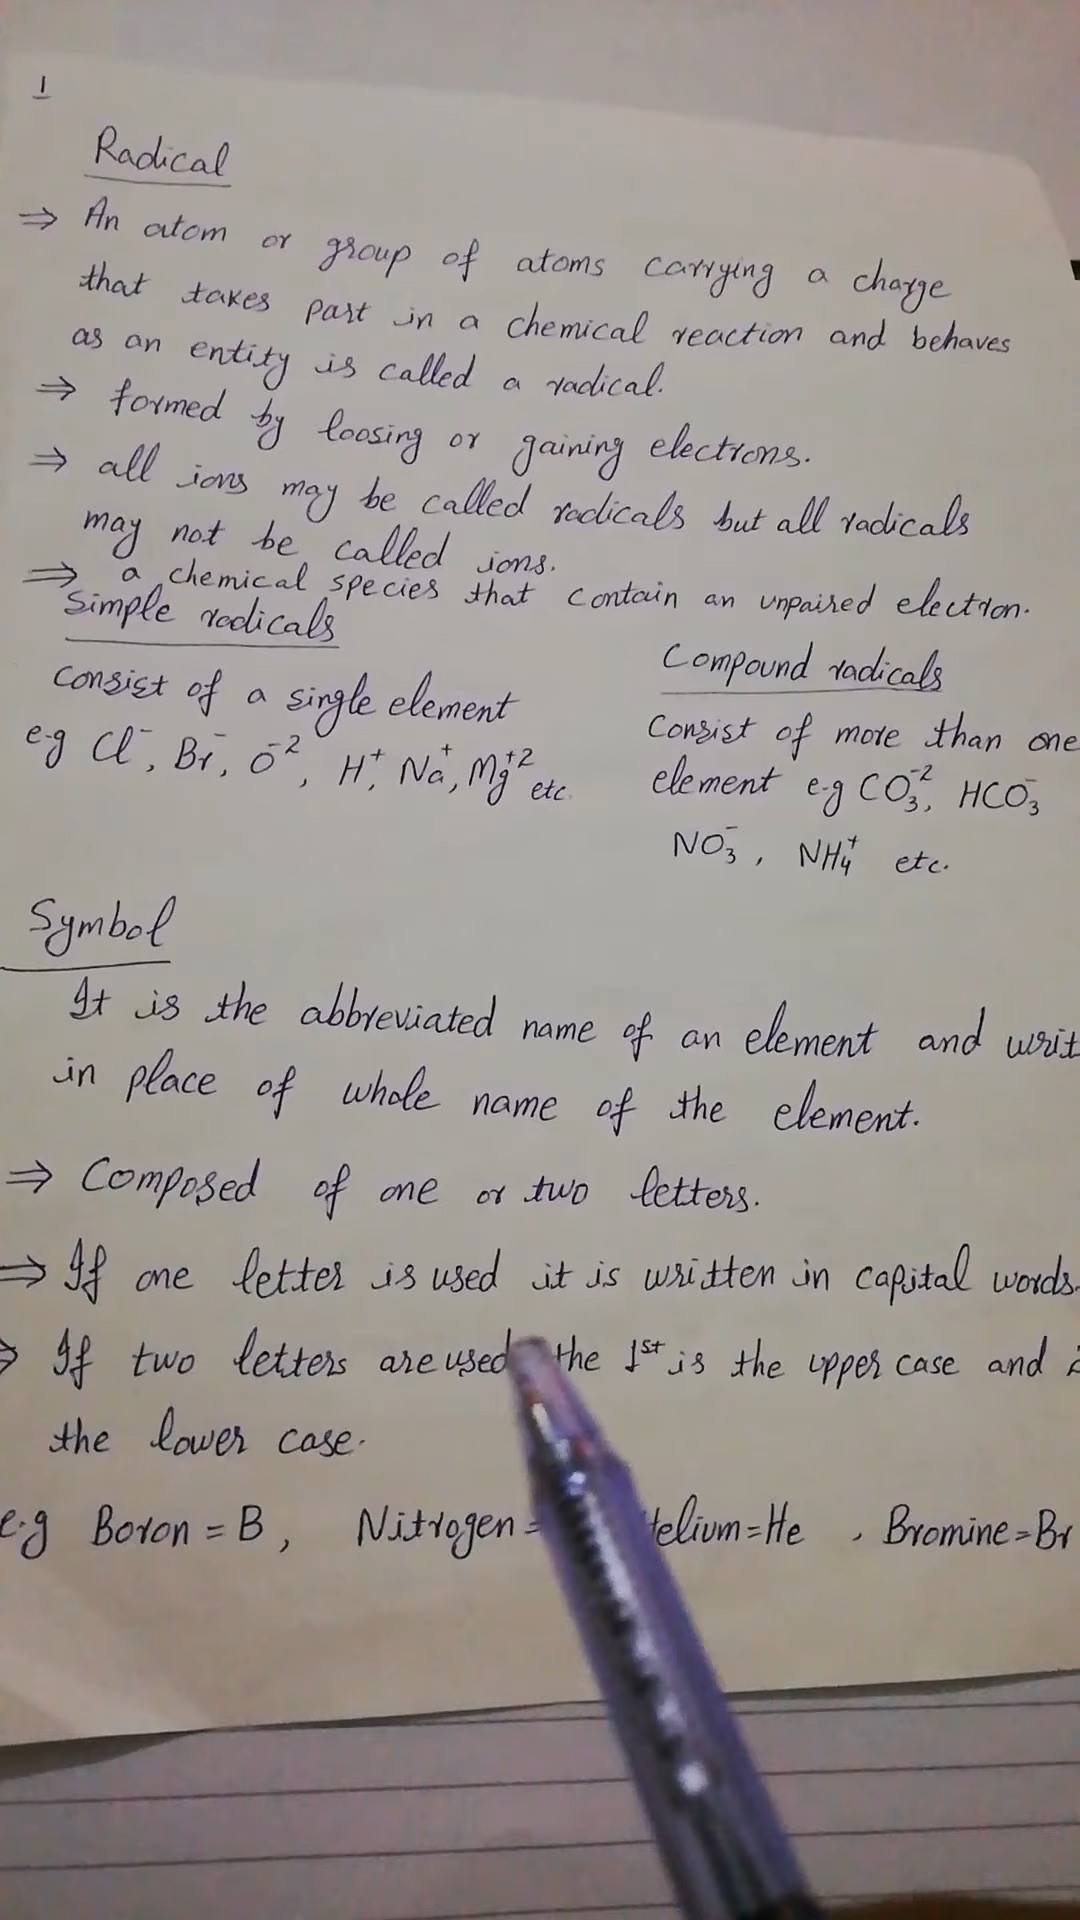 1
Radical
⇒ An atom or group of atoms carrying a charge
that takes part in a chemical reaction and behaves
as an entity is called a radical.
⇒ formed by loosing or gaining electrons.
⇒ all ions may be called radicals but all radicals
may not be called ions.
⇒ a chemical species that contain an unpaired electron.
Simple radicals
Consist of a single element
e-g Cl⁻, Br⁻, O⁻², H⁺, Na⁺, Mg⁺² etc.
Compound radicals
Consist of more than one
element e-g CO₃⁻², HCO₃⁻
NO₃⁻, NH₄⁺ etc.
Symbol
It is the abbreviated name of an element and writ
in place of whole name of the element.
⇒ Composed of one or two letters.
⇒ If one letter is used it is written in capital words.
⇒ If two letters are used the 1st is the upper case and
the lower case.
e.g Boron = B, Nitrogen = Helium=He , Bromine=Br